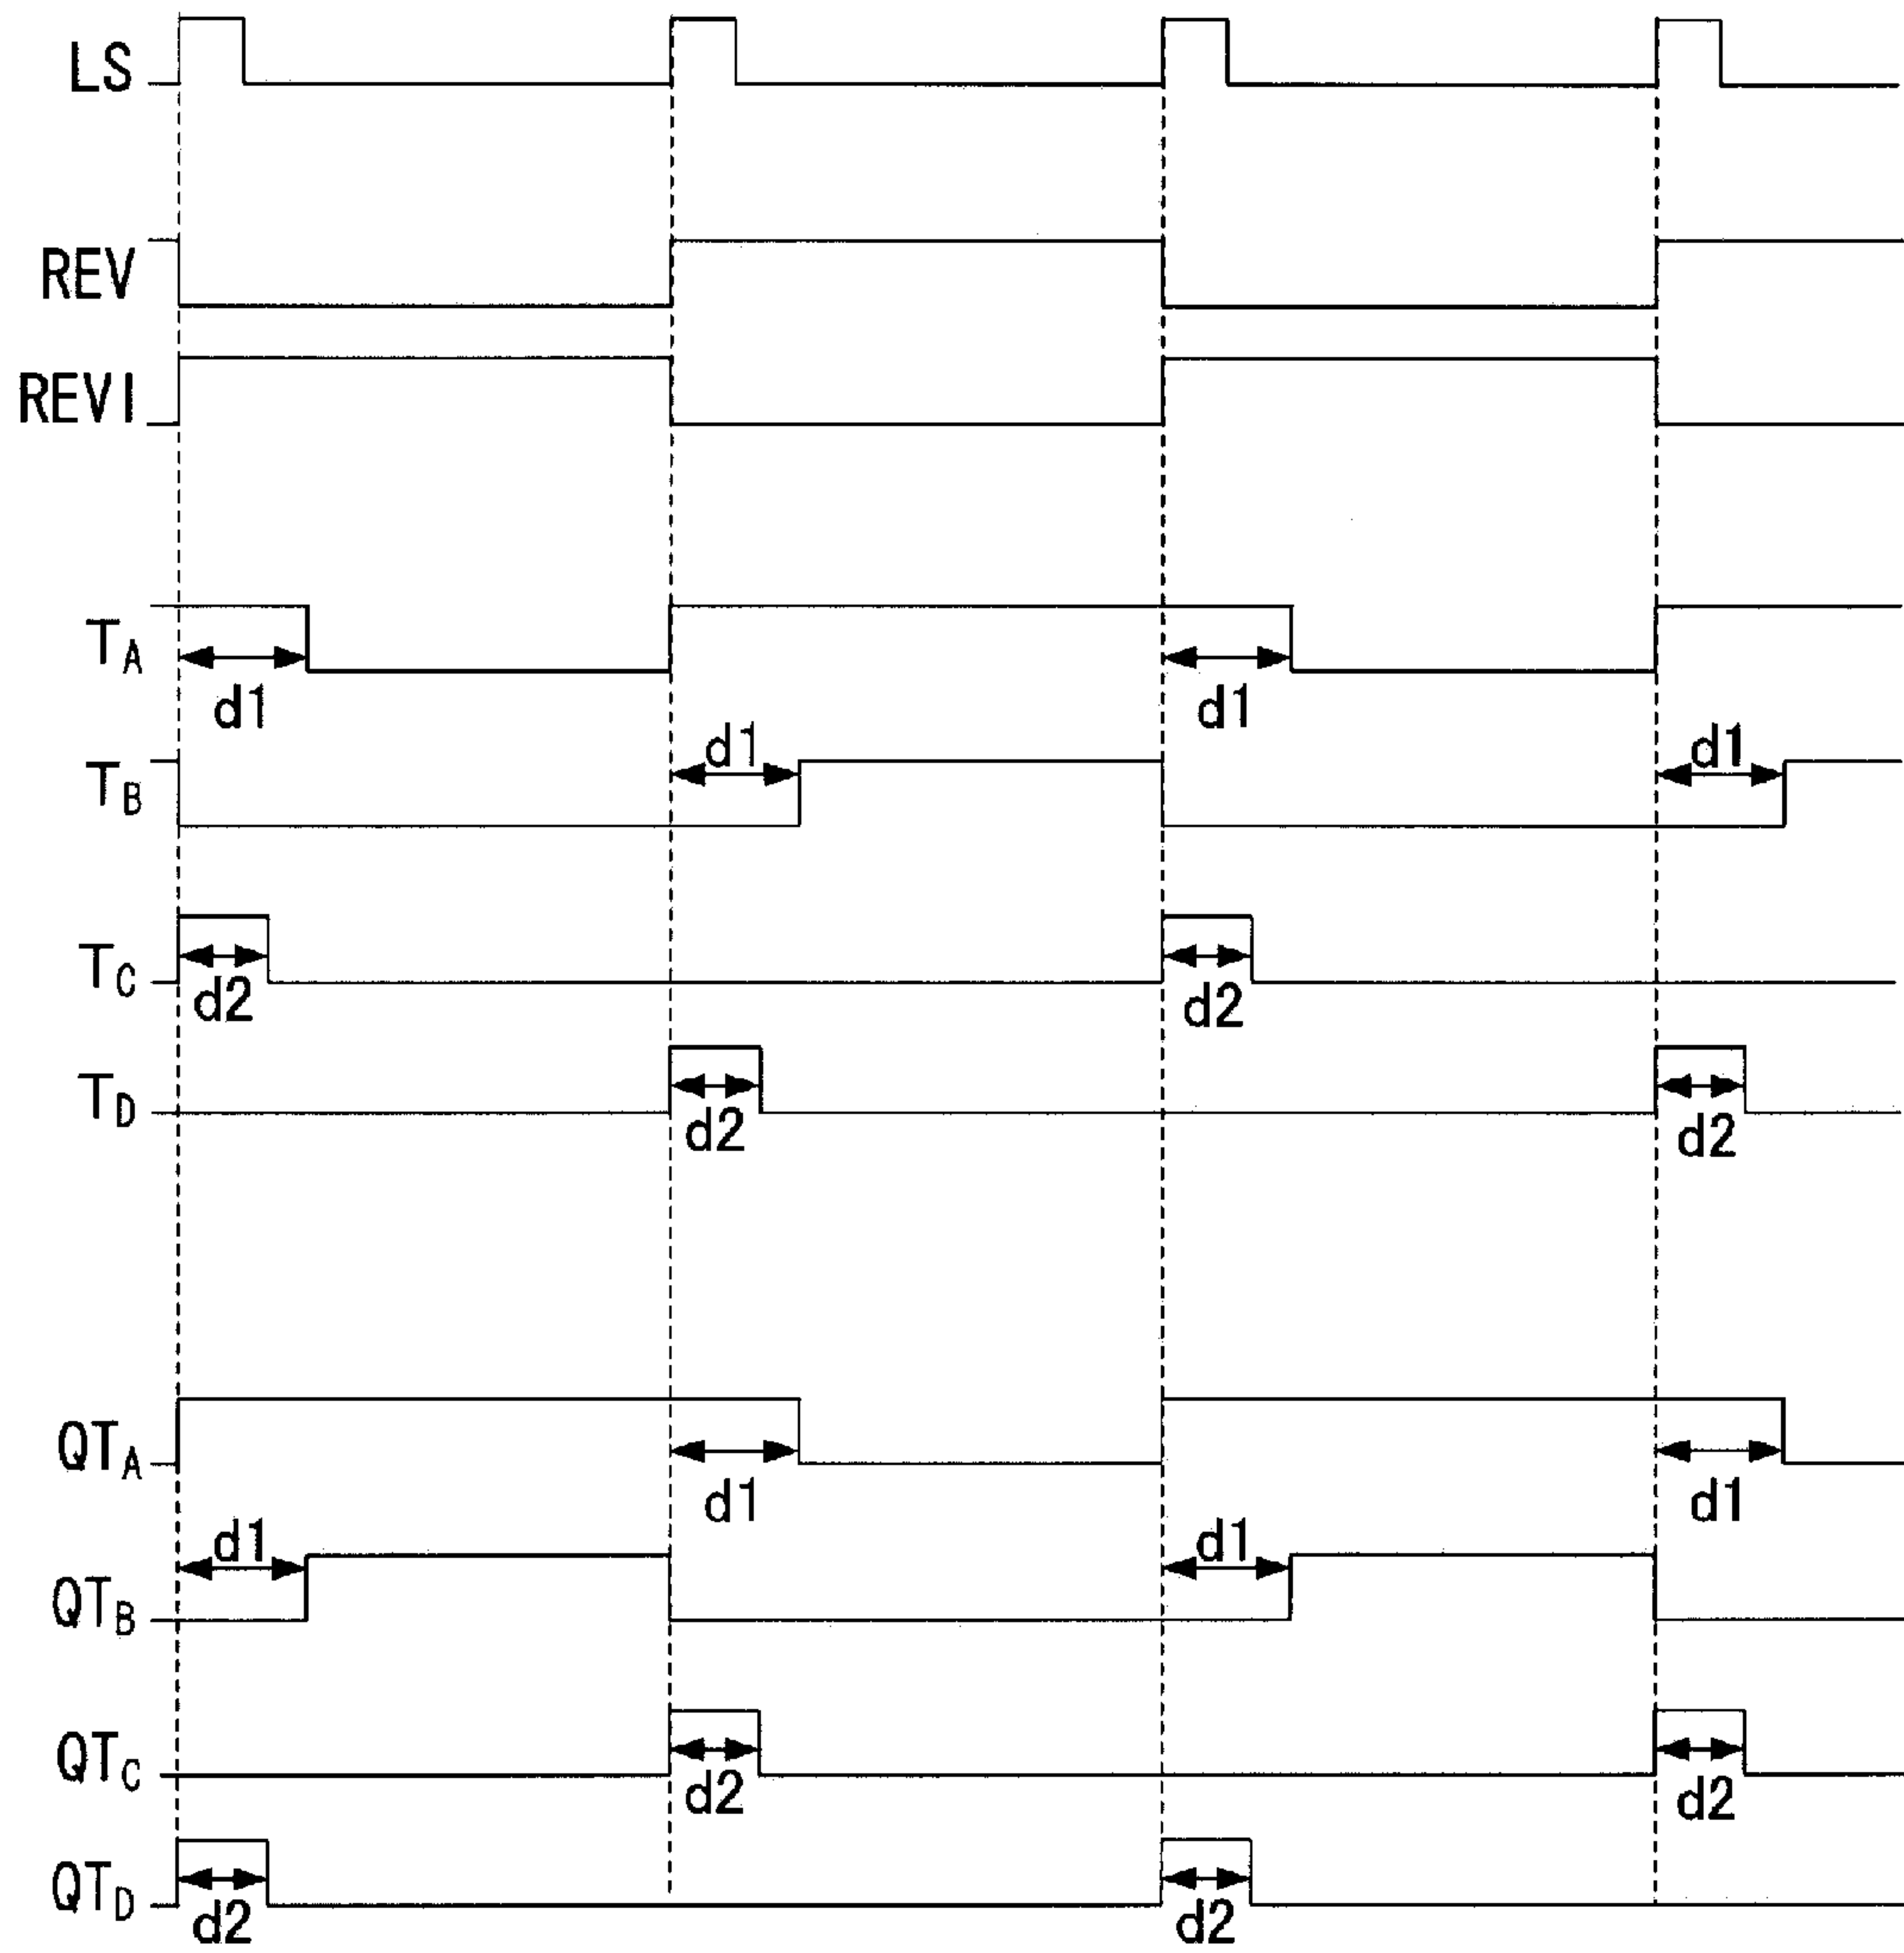 LS
REV
REVI
TA
d1 d1
TB
d1 d1
TC
d2 d2
TD
d2 d2
QTA
d1 d1
QTB
d1 d1
QTC
d2 d2
QTD
d2 d2